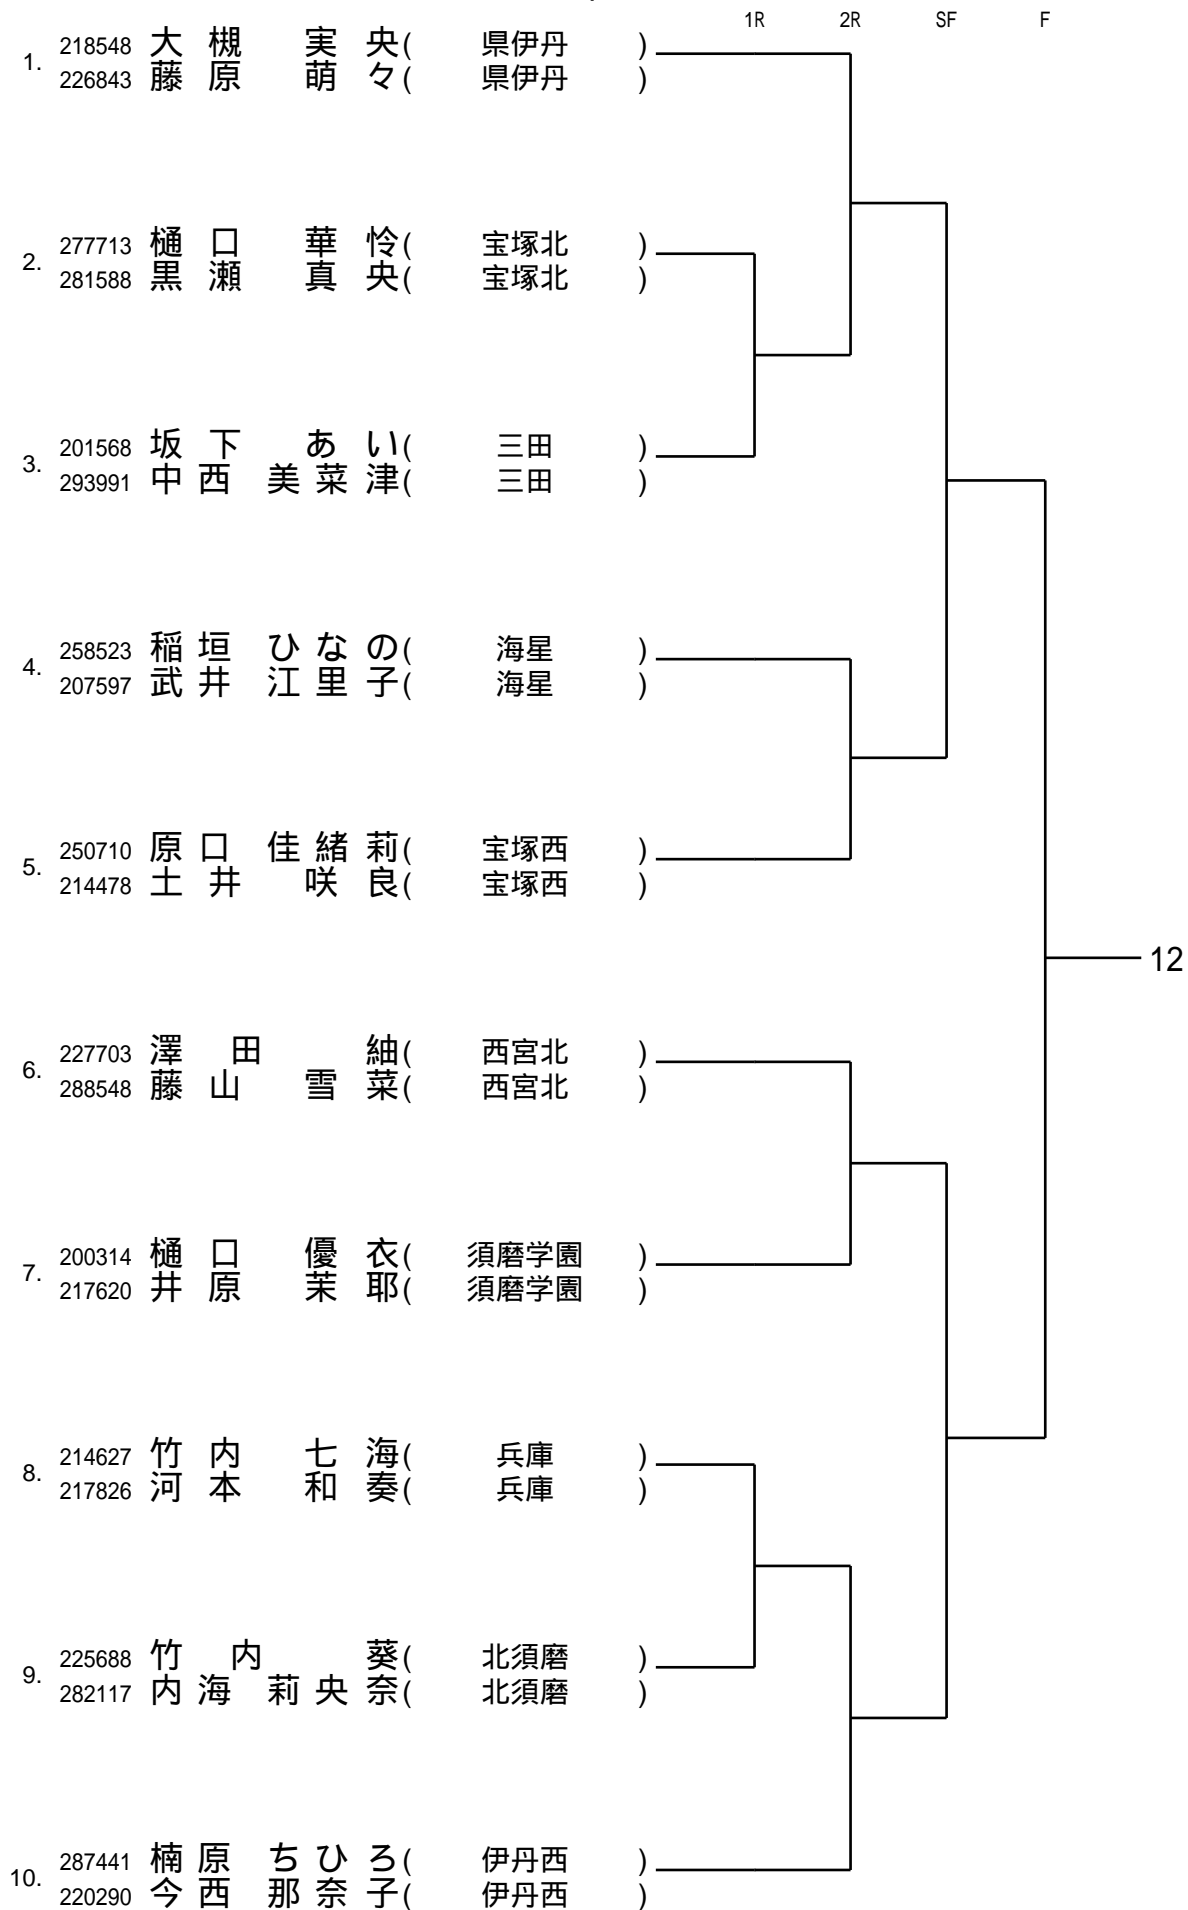 1R 2R SF F
1. 218548 大槻 実央( 県伊丹 )
226843 藤原 萌々( 県伊丹 )
2. 277713 樋口 華怜( 宝塚北 )
281588 黒瀬 真央( 宝塚北 )
3. 201568 坂下 あい( 三田 )
293991 中西 美菜津( 三田 )
4. 258523 稲垣 ひなの( 海星 )
207597 武井 江里子( 海星 )
5. 250710 原口 佳緒莉( 宝塚西 )
214478 土井 咲良( 宝塚西 )
12
6. 227703 澤田 紬( 西宮北 )
288548 藤山 雪菜( 西宮北 )
7. 200314 樋口 優衣( 須磨学園 )
217620 井原 茉耶( 須磨学園 )
8. 214627 竹内 七海( 兵庫 )
217826 河本 和奏( 兵庫 )
9. 225688 竹内 葵( 北須磨 )
282117 内海 莉央奈( 北須磨 )
10. 287441 楠原 ちひろ( 伊丹西 )
220290 今西 那奈子( 伊丹西 )